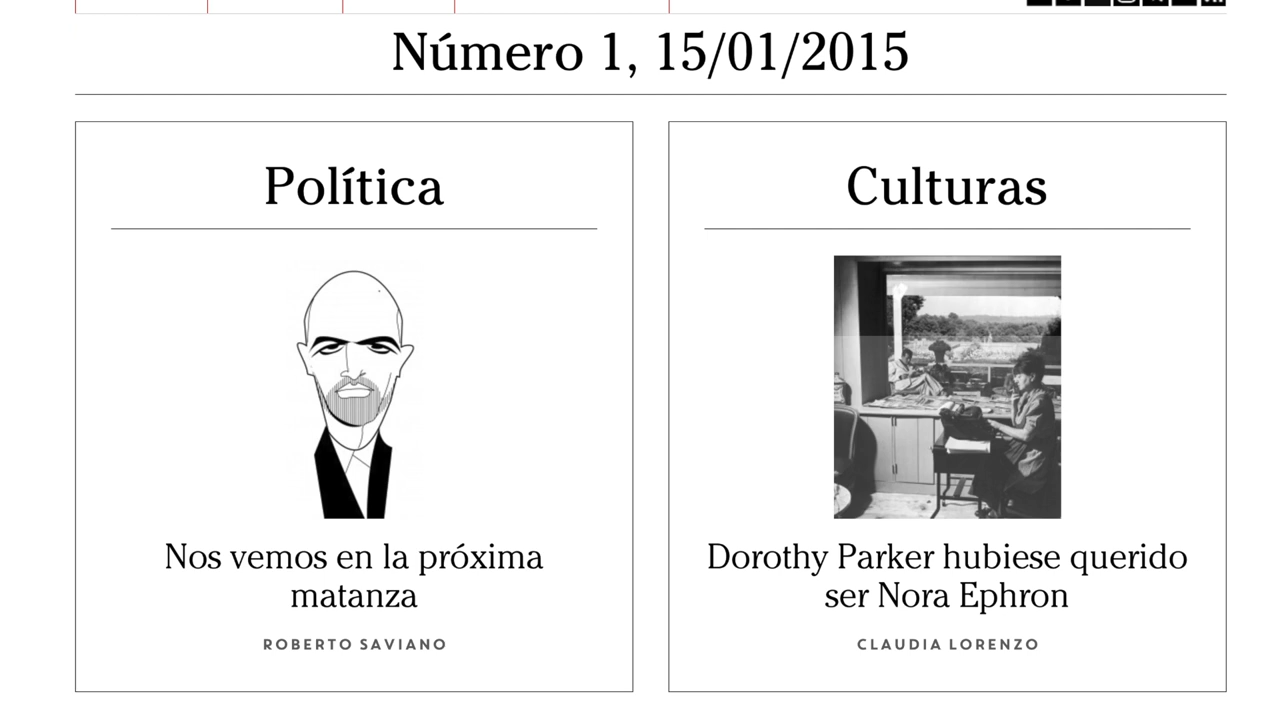 Número 1, 15/01/2015
Política
Nos vemos en la próxima
matanza
ROBERTO SAVIANO
Culturas
Dorothy Parker hubiese querido
ser Nora Ephron
CLAUDIA LORENZO